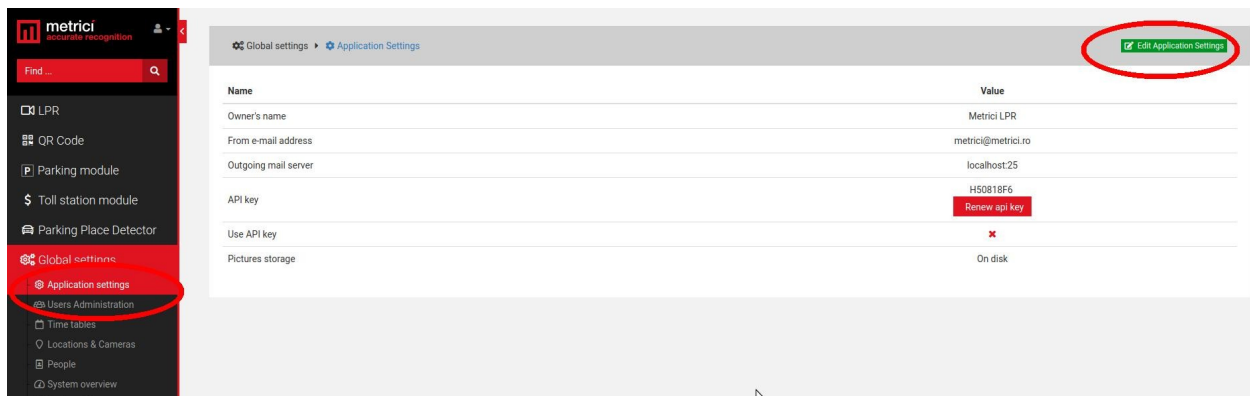 metrici
accurate recognition
Find ...
LPR
QR Code
P Parking module
$ Toll station module
Parking Place Detector
Global settings
Application settings
Users Administration
Time tables
Locations & Cameras
People
System overview
Global settings Application Settings
Edit Application Settings
Name Value
Owner's name Metrici LPR
From e-mail address metrici@metrici.ro
Outgoing mail server localhost:25
API key H50818F6
Renew api key
Use API key
Pictures storage On disk